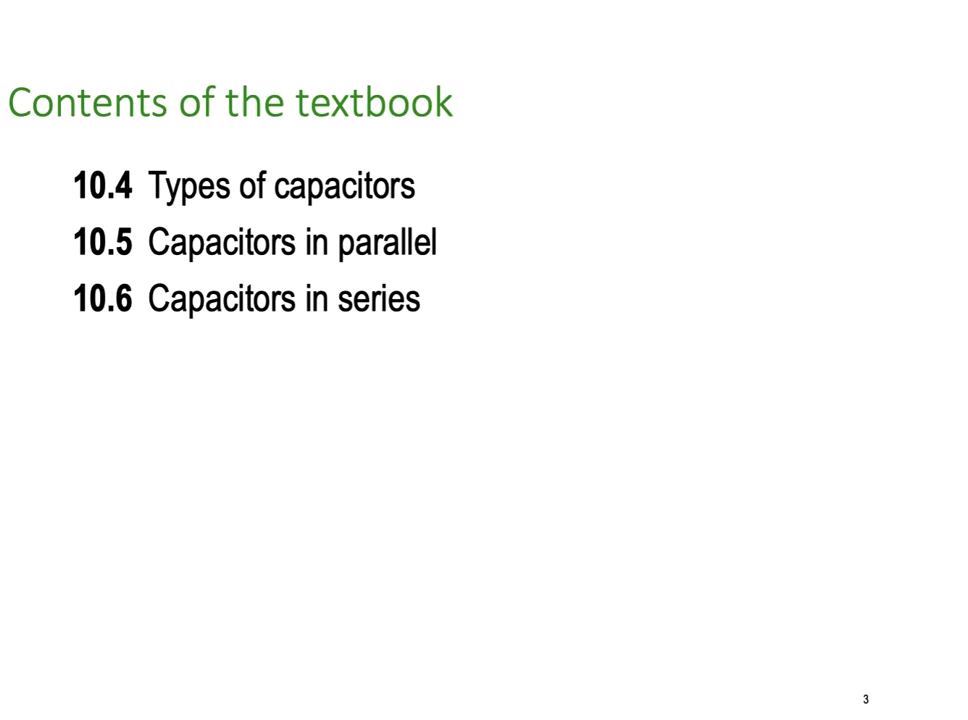 Contents of the textbook
10.4 Types of capacitors
10.5 Capacitors in parallel
10.6 Capacitors in series
3